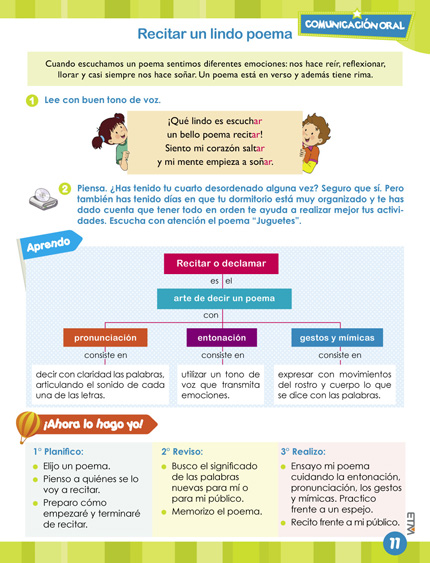 COMUNICACIÓN ORAL
Recitar un lindo poema
Cuando escuchamos un poema sentimos diferentes emociones: nos hace reír, reflexionar,
llorar y casi siempre nos hace soñar. Un poema está en verso y además tiene rima.
1 Lee con buen tono de voz.
¡Qué lindo es escuchar
un bello poema recitar!
Siento mi corazón saltar
y mi mente empieza a soñar.
2 Piensa. ¿Has tenido tu cuarto desordenado alguna vez? Seguro que sí. Pero
también has tenido días en que tu dormitorio está muy organizado y te has
dado cuenta que tener todo en orden te ayuda a realizar mejor tus activi-
dades. Escucha con atención el poema “Juguetes”.
Aprendo
Recitar o declamar
es el
arte de decir un poema
con
pronunciación
entonación
gestos y mímicas
consiste en
consiste en
consiste en
decir con claridad las palabras,
articulando el sonido de cada
una de las letras.
utilizar un tono de
voz que transmita
emociones.
expresar con movimientos
del rostro y cuerpo lo que
se dice con las palabras.
¡Ahora lo hago yo!
1° Planifico:
Elijo un poema.
Pienso a quiénes se lo
voy a recitar.
Preparo cómo
empezaré y terminaré
de recitar.
2° Reviso:
Busco el significado
de las palabras
nuevas para mí o
para mi público.
Memorizo el poema.
3° Realizo:
Ensayo mi poema
cuidando la entonación,
pronunciación, los gestos
y mímicas. Practico
frente a un espejo.
Recito frente a mi público.
11